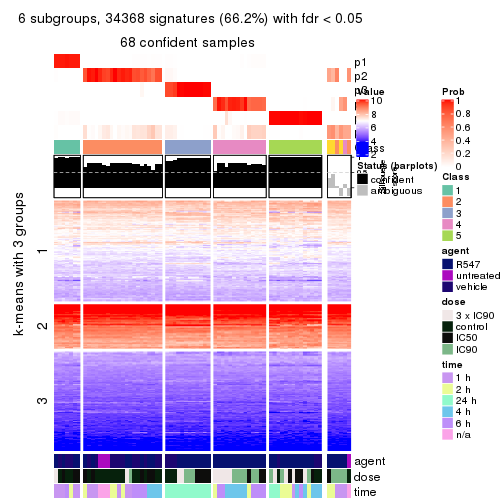 6 subgroups, 34368 signatures (66.2%) with fdr < 0.05
68 confident samples
p1
p2
p3
k-means with 3 groups
1
2
3
agent
dose
time
Value
10
8
6
4
2
Class
Status (barplots)
confident
ambiguous
Prob
1
0.8
0.6
0.4
0.2
0
Class
1
2
3
4
5
agent
R547
untreated
vehicle
dose
3 x IC90
control
IC50
IC90
time
1 h
2 h
24 h
4 h
6 h
n/a